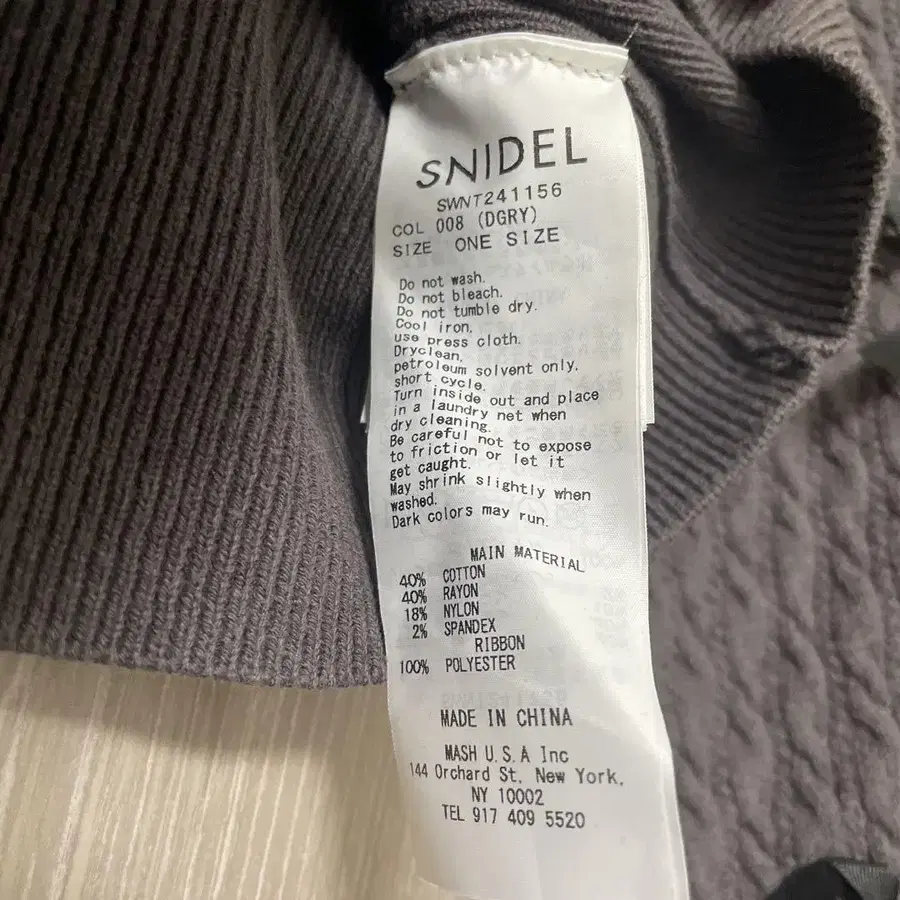 SNIDEL
SWNT241156
COL 008 (DGRY)
SIZE ONE SIZE
Do not wash.
Do not bleach.
Do not tumble dry.
Cool iron,
use press cloth.
Dryclean,
petroleum solvent only,
short cycle.
Turn inside out and place
in a laundry net when
dry cleaning.
Be careful not to expose
to friction or let it
get caught.
May shrink slightly when
washed.
Dark colors may run.
MAIN MATERIAL
40% COTTON
40% RAYON
18% NYLON
2% SPANDEX
RIBBON
100% POLYESTER
MADE IN CHINA
MASH U.S.A Inc
144 Orchard St, New York,
NY 10002
TEL 917 409 5520